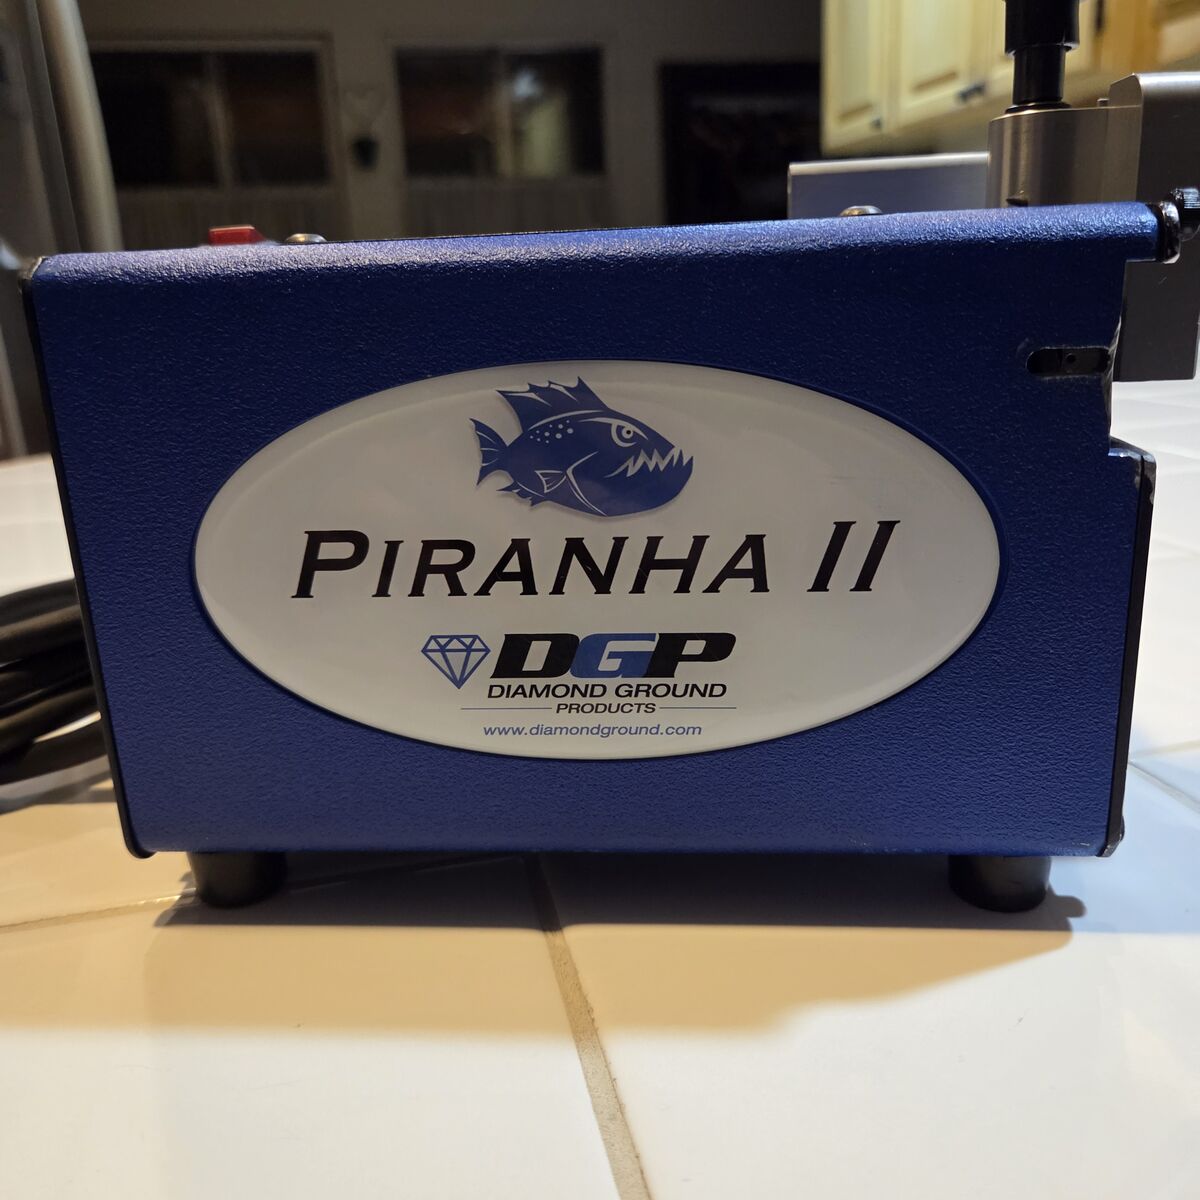 PIRANHA II
DGP
DIAMOND GROUND
PRODUCTS
www.diamondground.com